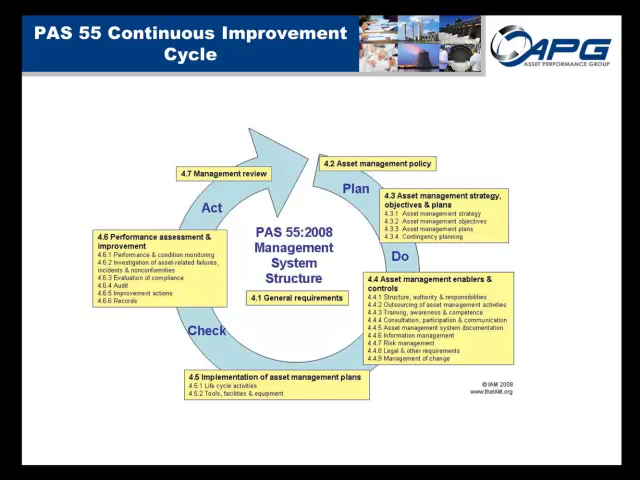 PAS 55 Continuous Improvement
Cycle
APG
ASSET PERFORMANCE GROUP
4.7 Management review
4.2 Asset management policy
Plan
Act
4.3 Asset management strategy,
objectives & plans
4.3.1 Asset management strategy
4.3.2 Asset management objectives
4.3.3 Asset management plans
4.3.4 Contingency planning
PAS 55:2008
Management
System
Structure
4.1 General requirements
4.6 Performance assessment &
improvement
4.6.1 Performance & condition monitoring
4.6.2 Investigation of asset-related failures,
incidents & nonconformities
4.6.3 Evaluation of compliance
4.6.4 Audit
4.6.5 Improvement actions
4.6.6 Records
Do
4.4 Asset management enablers &
controls
4.4.1 Structure, authority & responsibilities
4.4.2 Outsourcing of asset management activities
4.4.3 Training, awareness & competence
4.4.4 Consultation, participation & communication
4.4.5 Asset management system documentation
4.4.6 Information management
4.4.7 Risk management
4.4.8 Legal & other requirements
4.4.9 Management of change
Check
4.5 Implementation of asset management plans
4.5.1 Life cycle activities
4.5.2 Tools, facilities & equipment
© IAM 2008
www.theIAM.org